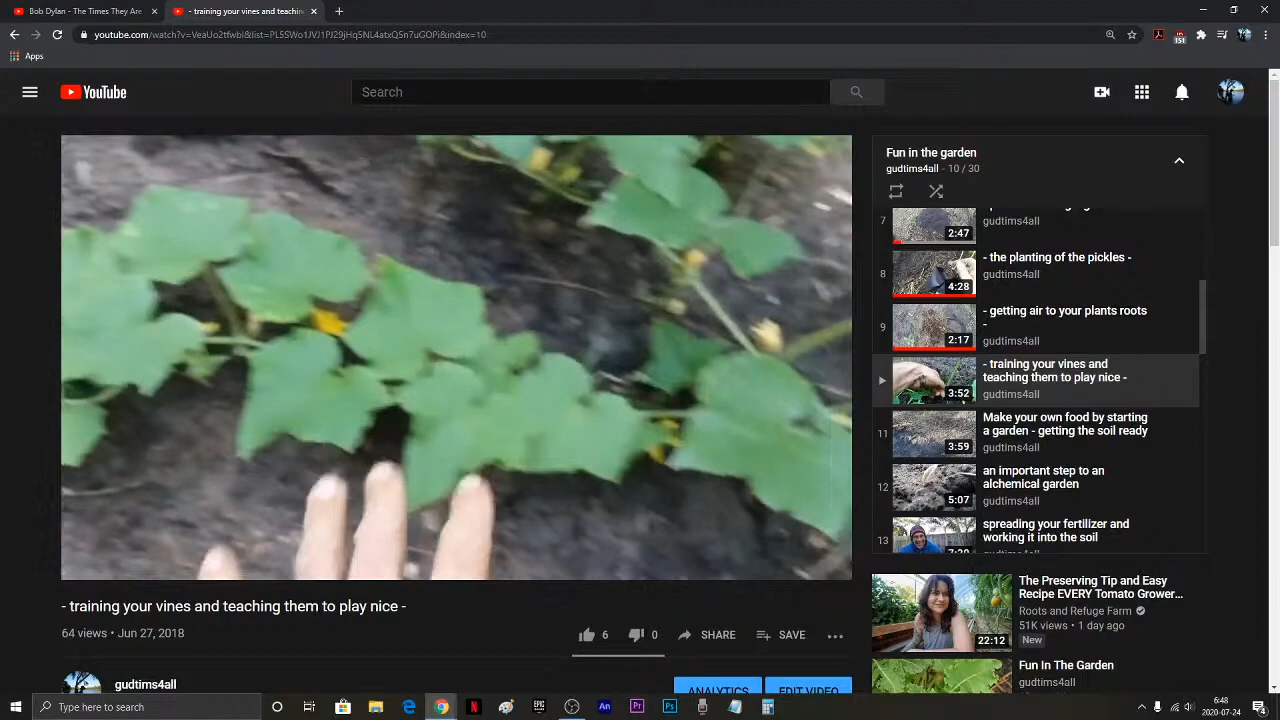 Bob Dylan - The Times They Are
- training your vines and teachin
youtube.com/watch?v=VeaUo2tfwbI&list=PL5SWo1JVJ1PJ29jHq5NL4atxQ5n7uGOPi&index=10
151
Apps
YouTube
Search
Fun in the garden
gudtims4all - 10 / 30
7
2:47
gudtims4all
8
4:28
- the planting of the pickles -
gudtims4all
9
2:17
- getting air to your plants roots
-
gudtims4all
3:52
- training your vines and
teaching them to play nice -
gudtims4all
11
3:59
Make your own food by starting
a garden - getting the soil ready
gudtims4all
12
5:07
an important step to an
alchemical garden
gudtims4all
13
spreading your fertilizer and
working it into the soil
22:12
The Preserving Tip and Easy
Recipe EVERY Tomato Grower...
Roots and Refuge Farm
51K views • 1 day ago
New
Fun In The Garden
gudtims4all
- training your vines and teaching them to play nice -
64 views • Jun 27, 2018
6
0
SHARE
SAVE
gudtims4all
ANALYTICS
EDIT VIDEO
Type here to search
6:48
2020-07-24